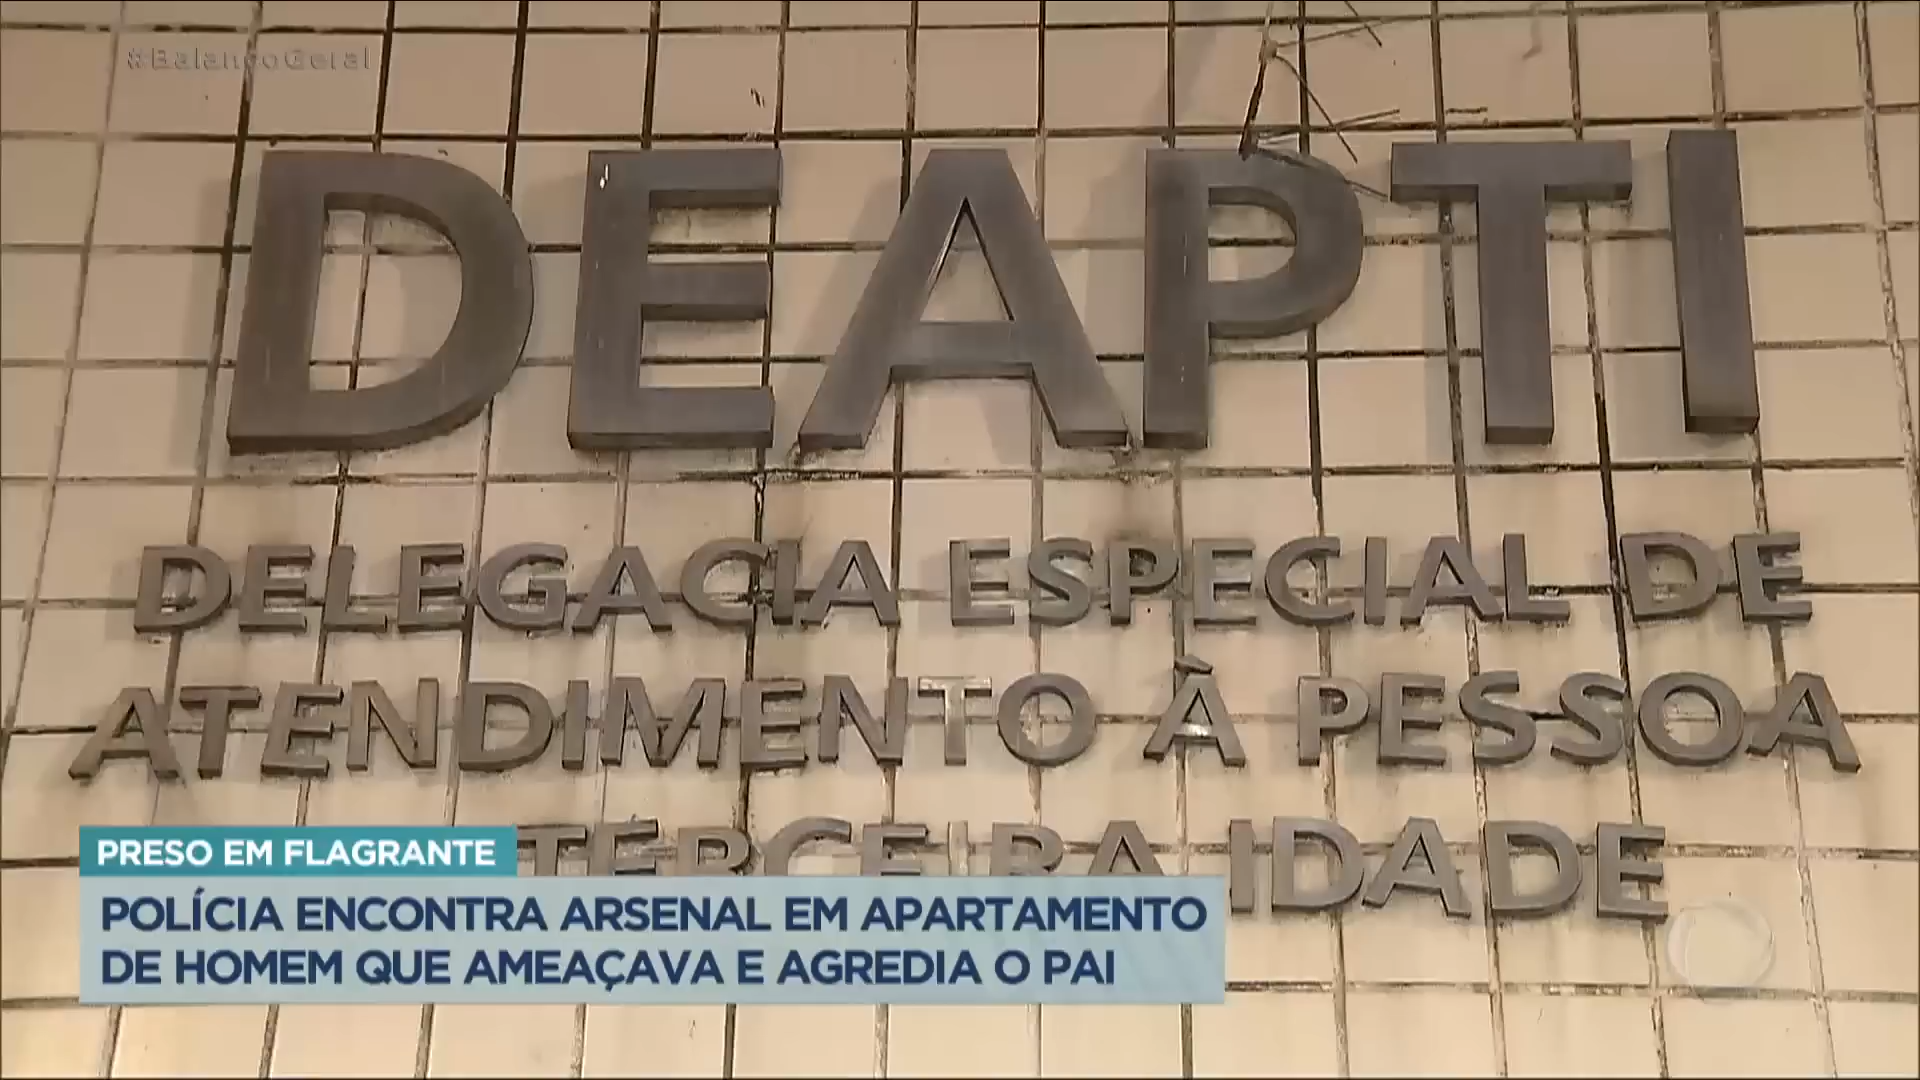 #BalançoGeral
DEAPTI
DELEGACIA ESPECIAL DE
ATENDIMENTO À PESSOA
TERCEIRA IDADE
PRESO EM FLAGRANTE
POLÍCIA ENCONTRA ARSENAL EM APARTAMENTO
DE HOMEM QUE AMEAÇAVA E AGREDIA O PAI